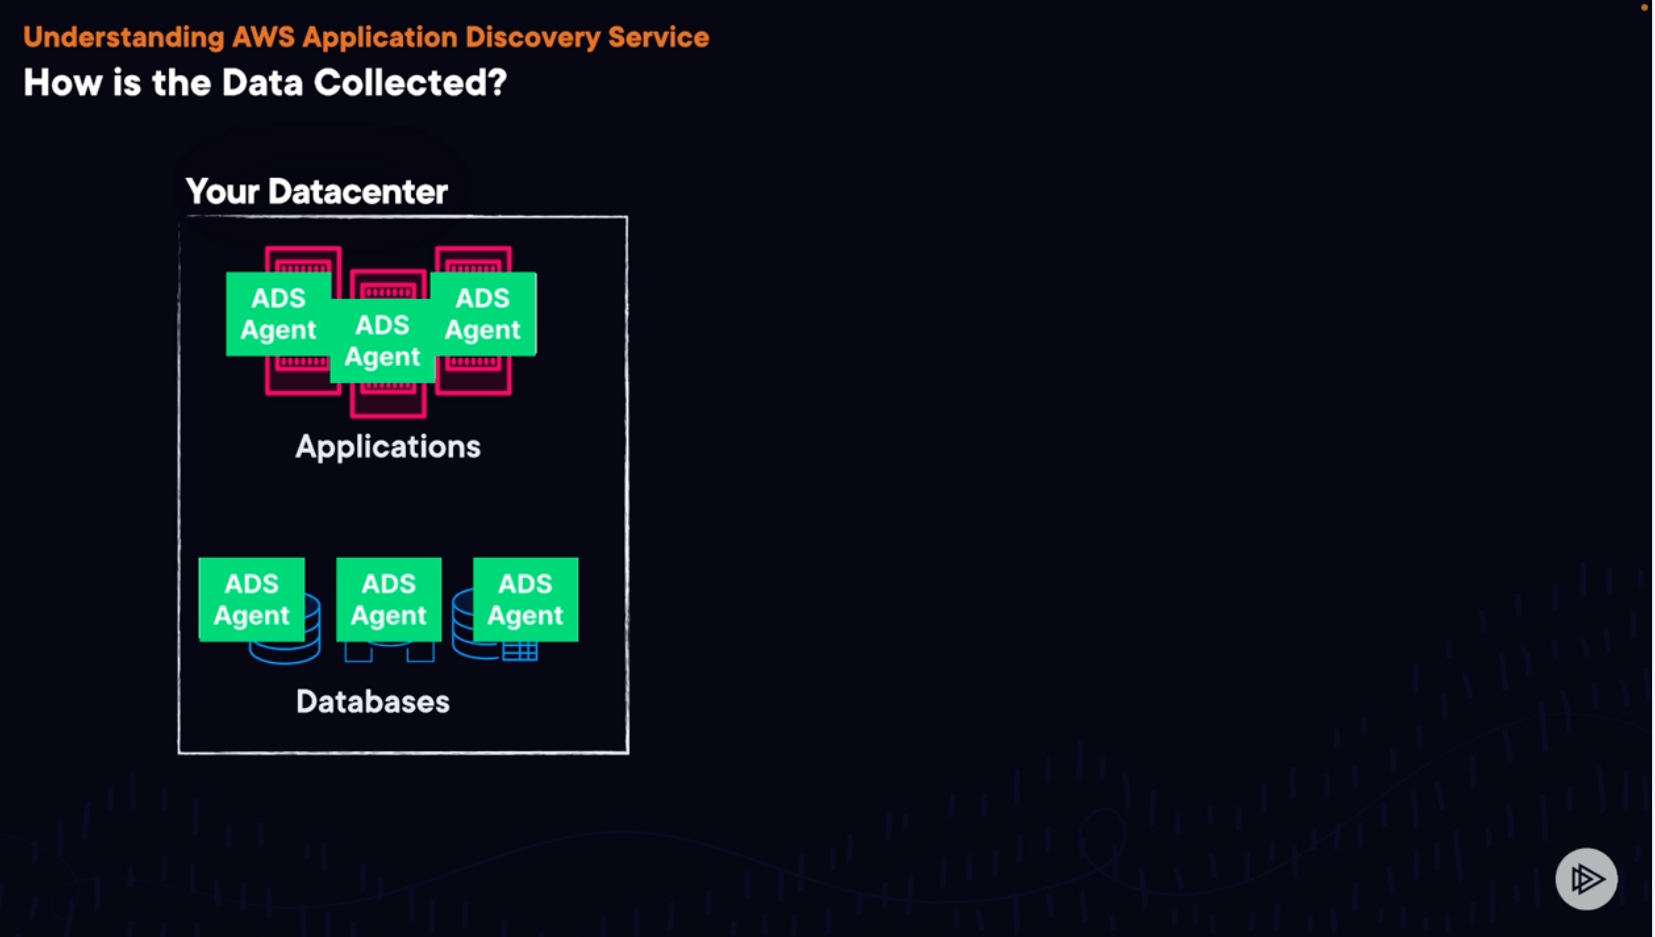 Understanding AWS Application Discovery Service
How is the Data Collected?
Your Datacenter
ADS
Agent
ADS
Agent
ADS
Agent
Applications
ADS
Agent
ADS
Agent
ADS
Agent
Databases